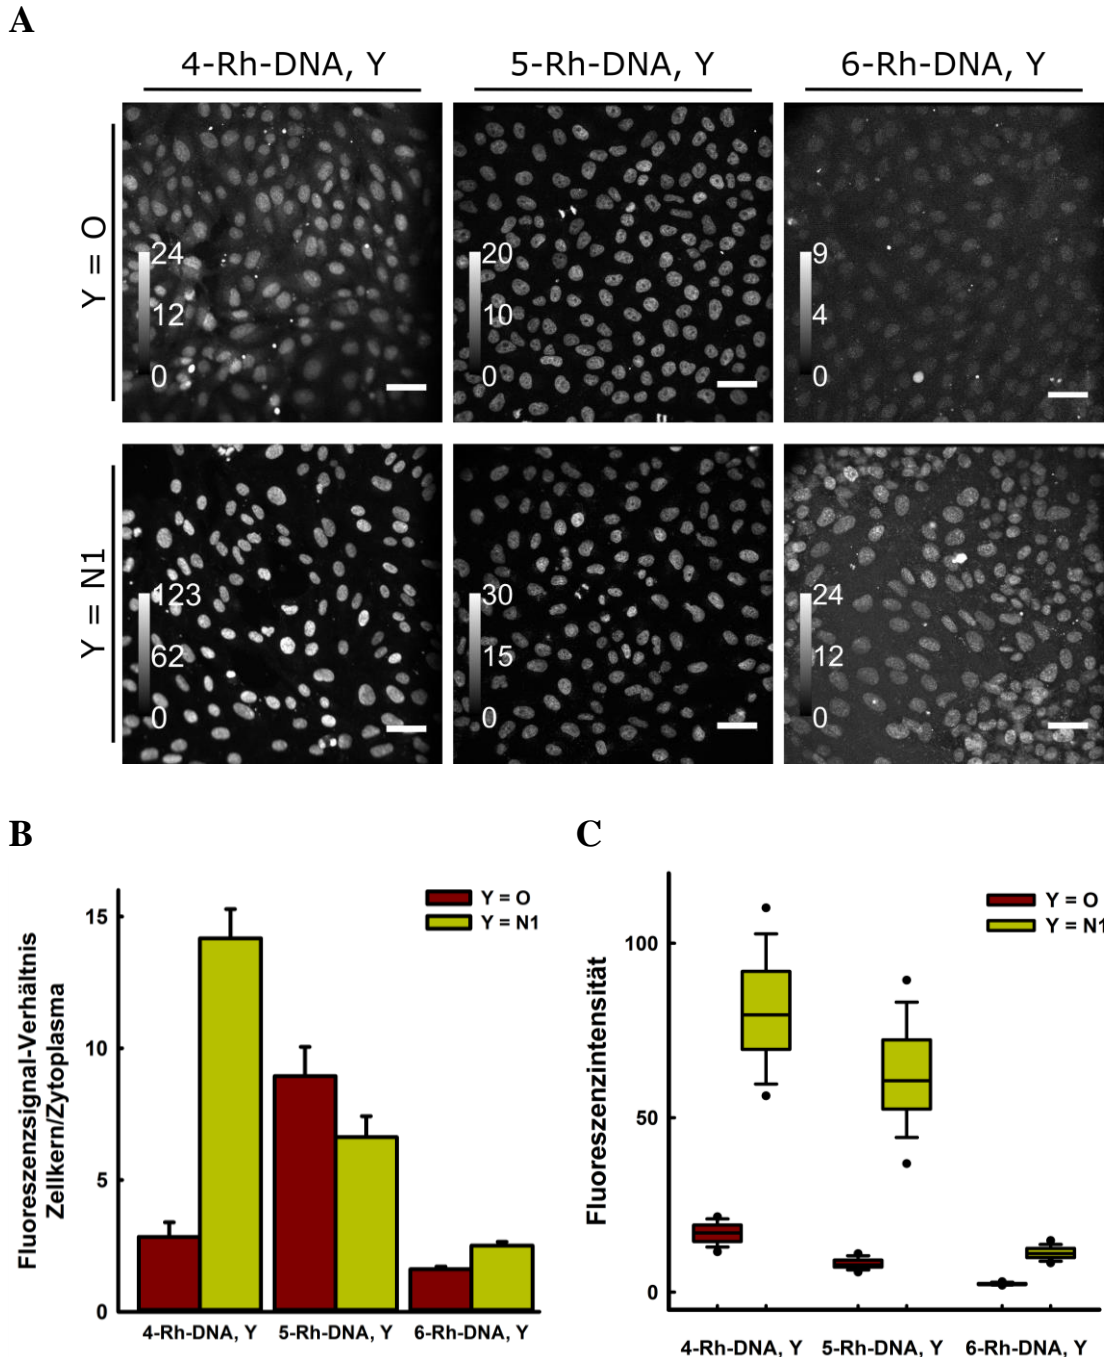 A
4-Rh-DNA, Y
5-Rh-DNA, Y
6-Rh-DNA, Y
Y = O
24
12
0
20
10
0
9
4
0
Y = N1
123
62
0
30
15
0
24
12
0
B
Fluoreszenzsignal-Verhältnis
Zellkern/Zytoplasma
15
10
5
0
Y = O
Y = N1
4-Rh-DNA, Y
5-Rh-DNA, Y
6-Rh-DNA, Y
C
Fluoreszenzintensität
100
50
0
Y = O
Y = N1
4-Rh-DNA, Y
5-Rh-DNA, Y
6-Rh-DNA, Y